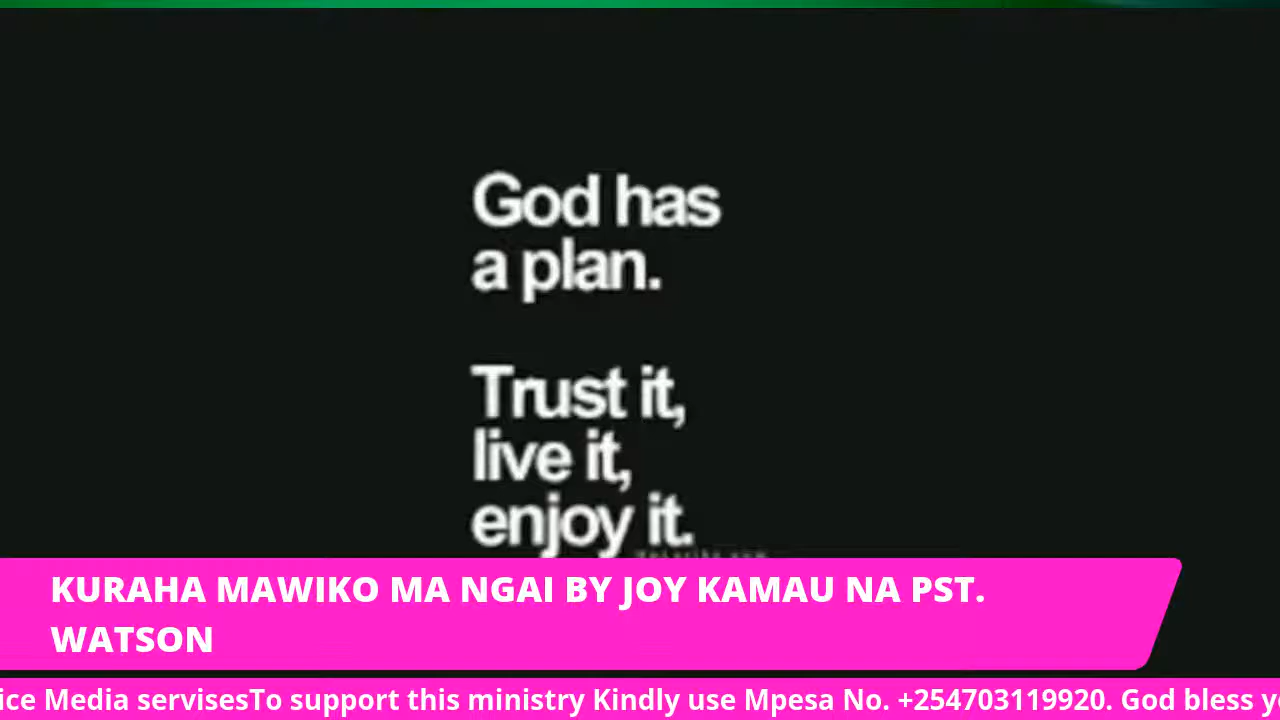 God has
a plan.
Trust it,
live it,
enjoy it.
KURAHA MAWIKO MA NGAI BY JOY KAMAU NA PST.
WATSON
ice Media servisesTo support this ministry Kindly use Mpesa No. +254703119920. God bless yo